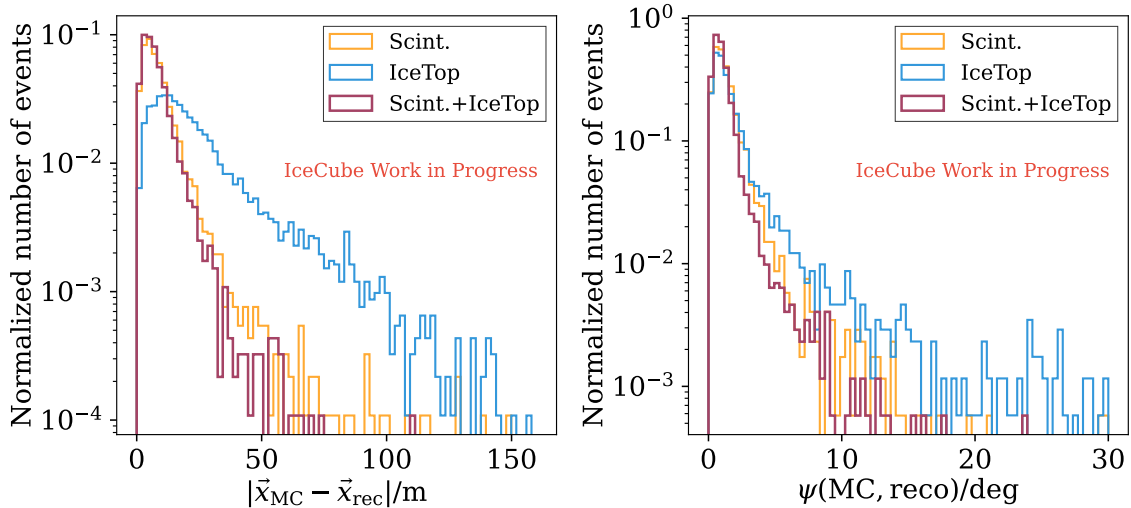 Normalized number of events
10⁻¹
10⁻²
10⁻³
10⁻⁴
Scint.
IceTop
Scint.+IceTop
IceCube Work in Progress
0
50
100
150
|x⃗_MC − x⃗_rec|/m
Normalized number of events
10⁰
10⁻¹
10⁻²
10⁻³
Scint.
IceTop
Scint.+IceTop
IceCube Work in Progress
0
10
20
30
ψ(MC, reco)/deg